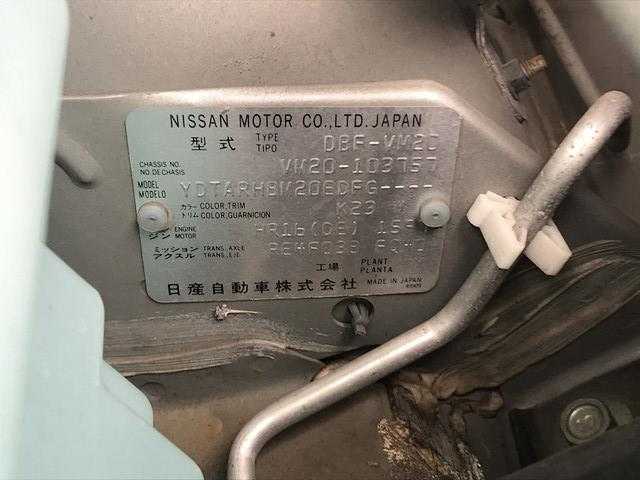 NISSAN MOTOR CO.,LTD. JAPAN
型式 TYPE TIPO DBF-VM20
CHASSIS NO. NO. DE CHASIS VM20-103757
MODEL MODELO YDTARHBM20EDFG----
カラー COLOR,TRIM K23
トリム COLOR,GUARNICION
ENGINE MOTOR HR16(DE)
ミッション TRANS. AXLE
アクスル TRANS.,EJE
工場 PLANT PLANTA
日産自動車株式会社 MADE IN JAPAN